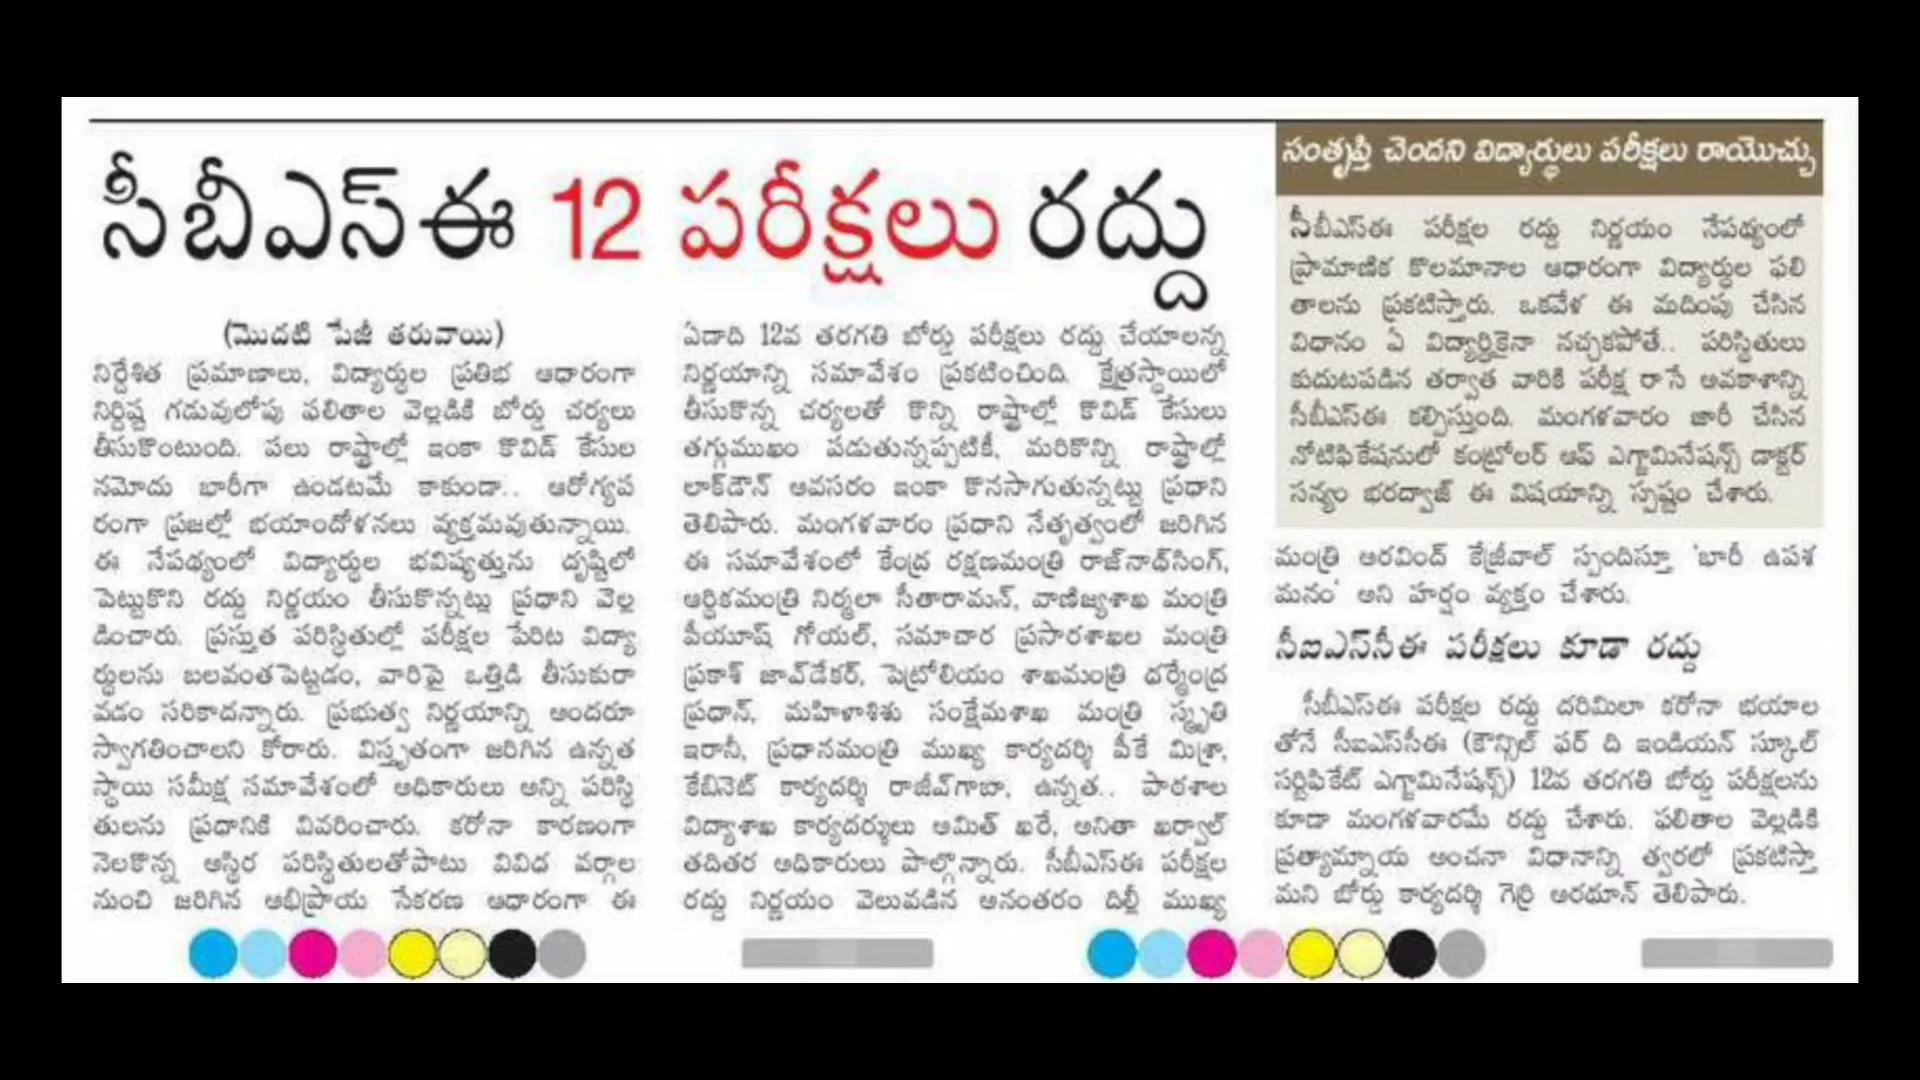 సీబీఎస్ఈ 12 పరీక్షలు రద్దు
(మొదటి పేజీ తరువాయి)
నిర్దేశిత ప్రమాణాలు, విద్యార్థుల ప్రతిభ ఆధారంగా
నిర్దిష్ట గడువులోపు ఫలితాల వెల్లడికి బోర్డు చర్యలు
తీసుకొంటుంది. పలు రాష్ట్రాల్లో ఇంకా కొవిడ్ కేసుల
నమోదు భారీగా ఉండటమే కాకుండా.. ఆరోగ్యప
రంగా ప్రజల్లో భయాందోళనలు వ్యక్తమవుతున్నాయి.
ఈ నేపథ్యంలో విద్యార్థుల భవిష్యత్తును దృష్టిలో
పెట్టుకొని రద్దు నిర్ణయం తీసుకొన్నట్లు ప్రధాని వెల్ల
డించారు. ప్రస్తుత పరిస్థితుల్లో పరీక్షల పేరిట విద్యా
ర్థులను బలవంతపెట్టడం, వారిపై ఒత్తిడి తీసుకురా
వడం సరికాదన్నారు. ప్రభుత్వ నిర్ణయాన్ని అందరూ
స్వాగతించాలని కోరారు. విస్తృతంగా జరిగిన ఉన్నత
స్థాయి సమీక్ష సమావేశంలో అధికారులు అన్ని పరిస్థి
తులను ప్రధానికి వివరించారు. కరోనా కారణంగా
నెలకొన్న అస్థిర పరిస్థితులతోపాటు వివిధ వర్గాల
నుంచి జరిగిన అభిప్రాయ సేకరణ ఆధారంగా ఈ
ఏడాది 12వ తరగతి బోర్డు పరీక్షలు రద్దు చేయాలన్న
నిర్ణయాన్ని సమావేశం ప్రకటించింది. క్షేత్రస్థాయిలో
తీసుకొన్న చర్యలతో కొన్ని రాష్ట్రాల్లో కొవిడ్ కేసులు
తగ్గుముఖం పడుతున్నప్పటికీ, మరికొన్ని రాష్ట్రాల్లో
లాక్‌డౌన్ అవసరం ఇంకా కొనసాగుతున్నట్టు ప్రధాని
తెలిపారు. మంగళవారం ప్రధాని నేతృత్వంలో జరిగిన
ఈ సమావేశంలో కేంద్ర రక్షణమంత్రి రాజ్‌నాథ్‌సింగ్,
ఆర్థికమంత్రి నిర్మలా సీతారామన్, వాణిజ్యశాఖ మంత్రి
పీయూష్ గోయల్, సమాచార ప్రసారశాఖల మంత్రి
ప్రకాశ్ జావ్‌డేకర్, పెట్రోలియం శాఖమంత్రి ధర్మేంద్ర
ప్రధాన్, మహిళాశిశు సంక్షేమశాఖ మంత్రి స్మృతి
ఇరానీ, ప్రధానమంత్రి ముఖ్య కార్యదర్శి పీకే మిశ్రా,
కేబినెట్ కార్యదర్శి రాజీవ్‌గాబా, ఉన్నత.. పాఠశాల
విద్యాశాఖ కార్యదర్శులు అమిత్ ఖరే, అనితా ఖర్వాల్
తదితర అధికారులు పాల్గొన్నారు. సీబీఎస్ఈ పరీక్షల
రద్దు నిర్ణయం వెలువడిన అనంతరం దిల్లీ ముఖ్య
సంతృప్తి చెందని విద్యార్థులు పరీక్షలు రాయొచ్చు
సీబీఎస్ఈ పరీక్షల రద్దు నిర్ణయం నేపథ్యంలో
ప్రామాణిక కొలమానాల ఆధారంగా విద్యార్థుల ఫలి
తాలను ప్రకటిస్తారు. ఒకవేళ ఈ మదింపు చేసిన
విధానం ఏ విద్యార్థికైనా నచ్చకపోతే.. పరిస్థితులు
కుదుటపడిన తర్వాత వారికి పరీక్ష రాసే అవకాశాన్ని
సీబీఎస్ఈ కల్పిస్తుంది. మంగళవారం జారీ చేసిన
నోటిఫికేషనులో కంట్రోలర్ ఆఫ్ ఎగ్జామినేషన్స్ డాక్టర్
సన్యం భరద్వాజ్ ఈ విషయాన్ని స్పష్టం చేశారు.
మంత్రి అరవింద్ కేజ్రీవాల్ స్పందిస్తూ 'భారీ ఉపశ
మనం' అని హర్షం వ్యక్తం చేశారు.
సీఐఎస్‌సీఈ పరీక్షలు కూడా రద్దు
సీబీఎస్ఈ పరీక్షల రద్దు దరిమిలా కరోనా భయాల
తోనే సీఐఎస్‌సీఈ (కౌన్సిల్ ఫర్ ది ఇండియన్ స్కూల్
సర్టిఫికేట్ ఎగ్జామినేషన్స్) 12వ తరగతి బోర్డు పరీక్షలను
కూడా మంగళవారమే రద్దు చేశారు. ఫలితాల వెల్లడికి
ప్రత్యామ్నాయ అంచనా విధానాన్ని త్వరలో ప్రకటిస్తా
మని బోర్డు కార్యదర్శి గెర్రి అరథూన్ తెలిపారు.